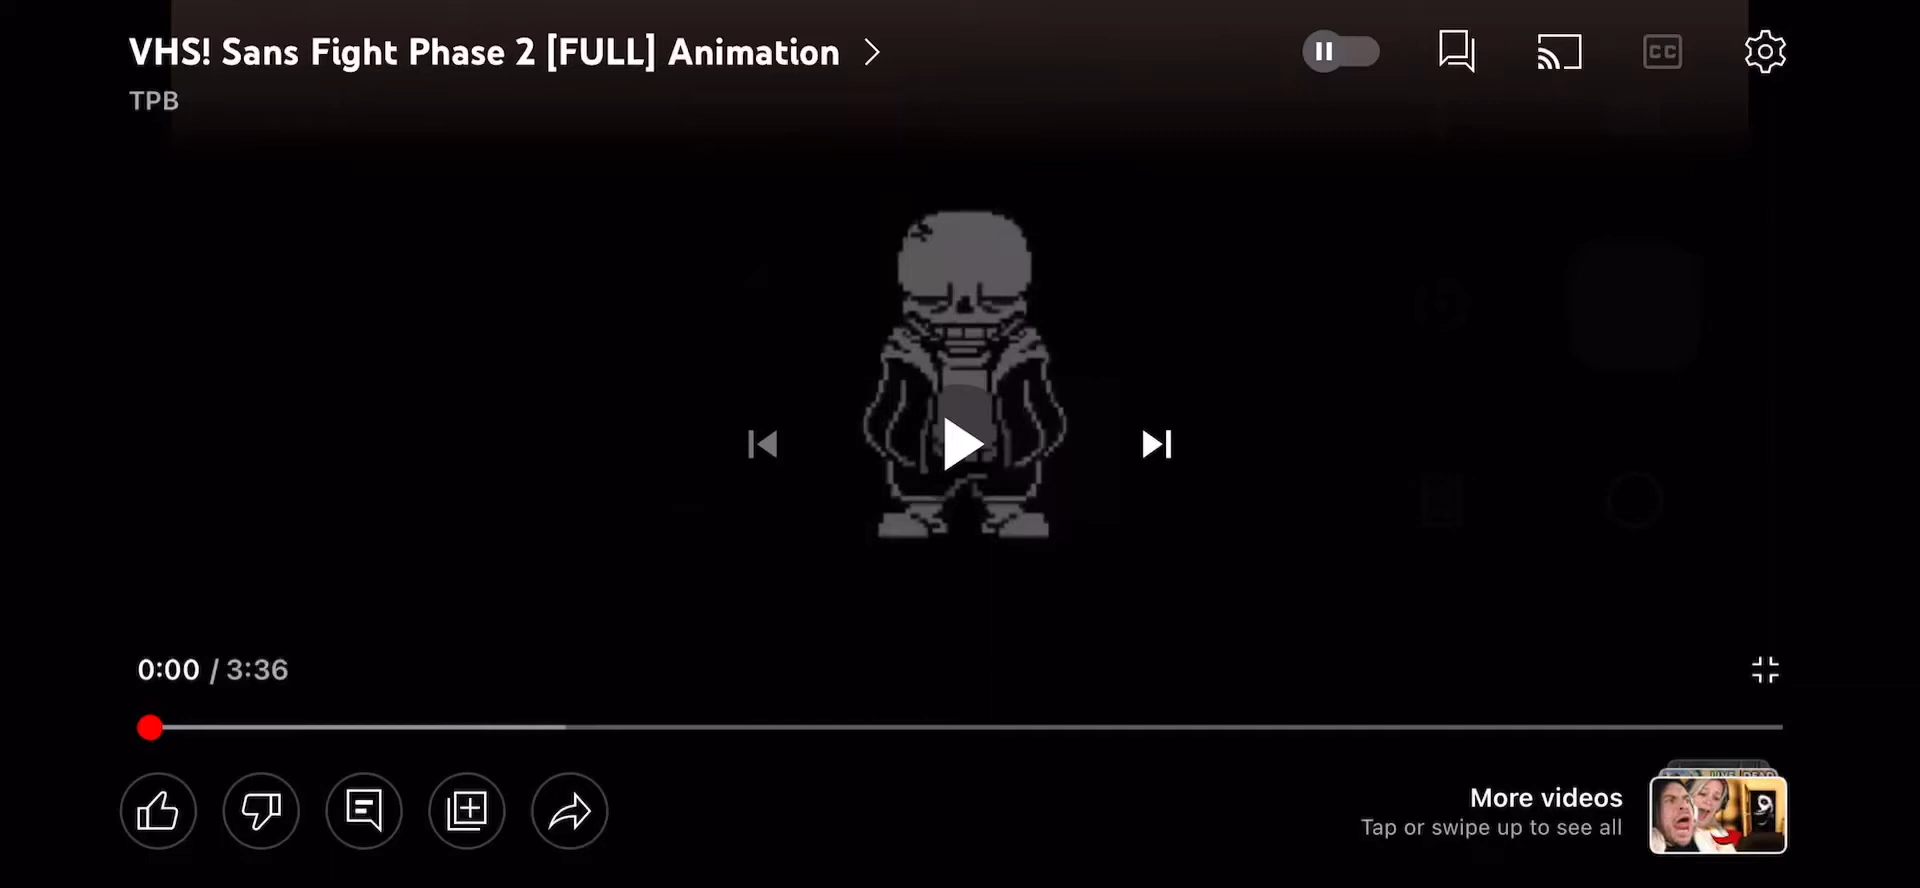 VHS! Sans Fight Phase 2 [FULL] Animation
TPB
CC
0:00 / 3:36
More videos
Tap or swipe up to see all